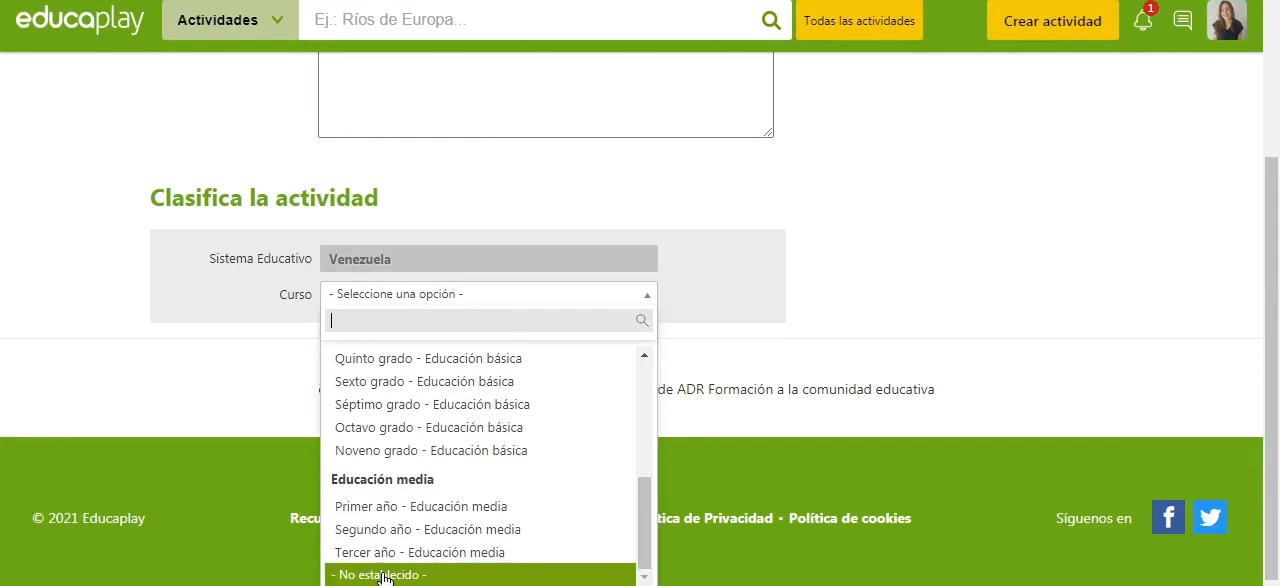 educaplay Actividades Ej.: Ríos de Europa... Todas las actividades Crear actividad 1
Clasifica la actividad
Sistema Educativo Venezuela
Curso - Seleccione una opción -
Quinto grado - Educación básica
Sexto grado - Educación básica
de ADR Formación a la comunidad educativa
Séptimo grado - Educación básica
Octavo grado - Educación básica
Noveno grado - Educación básica
Educación media
Primer año - Educación media
© 2021 Educaplay Recu tica de Privacidad · Política de cookies Síguenos en
Segundo año - Educación media
Tercer año - Educación media
- No establecido -